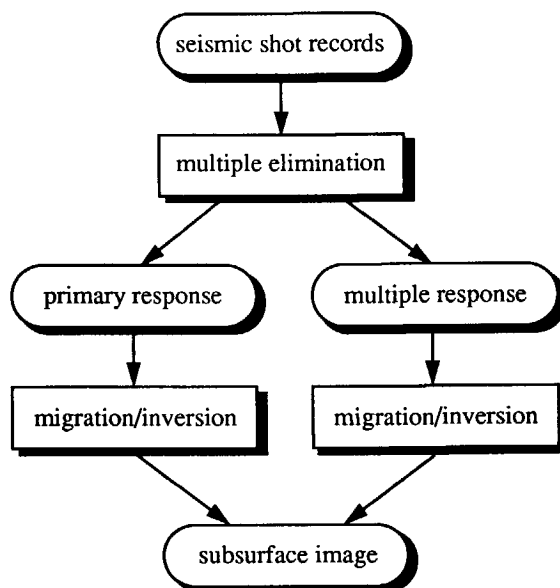 seismic shot records
multiple elimination
primary response
multiple response
migration/inversion
migration/inversion
subsurface image